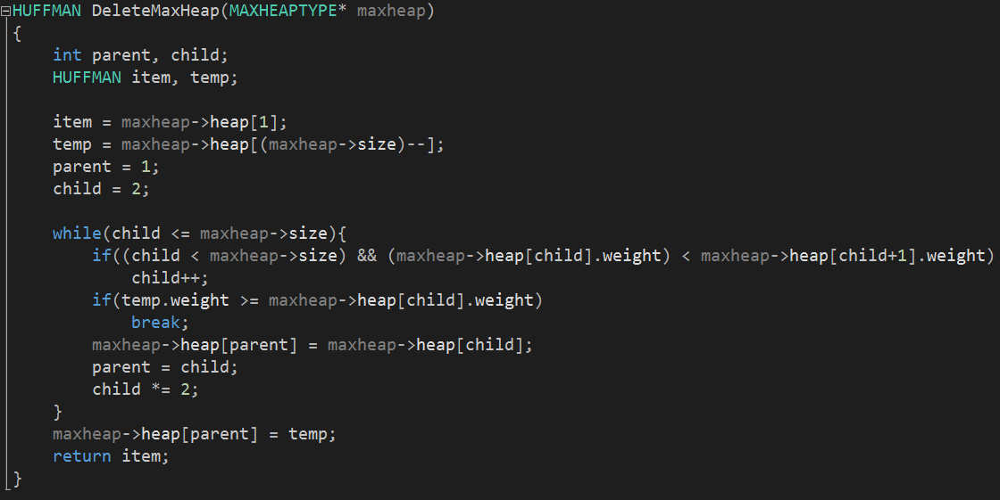 HUFFMAN DeleteMaxHeap(MAXHEAPTYPE* maxheap)
{
    int parent, child;
    HUFFMAN item, temp;

    item = maxheap->heap[1];
    temp = maxheap->heap[(maxheap->size)--];
    parent = 1;
    child = 2;

    while(child <= maxheap->size){
        if((child < maxheap->size) && (maxheap->heap[child].weight) < maxheap->heap[child+1].weight)
            child++;
        if(temp.weight >= maxheap->heap[child].weight)
            break;
        maxheap->heap[parent] = maxheap->heap[child];
        parent = child;
        child *= 2;
    }
    maxheap->heap[parent] = temp;
    return item;
}